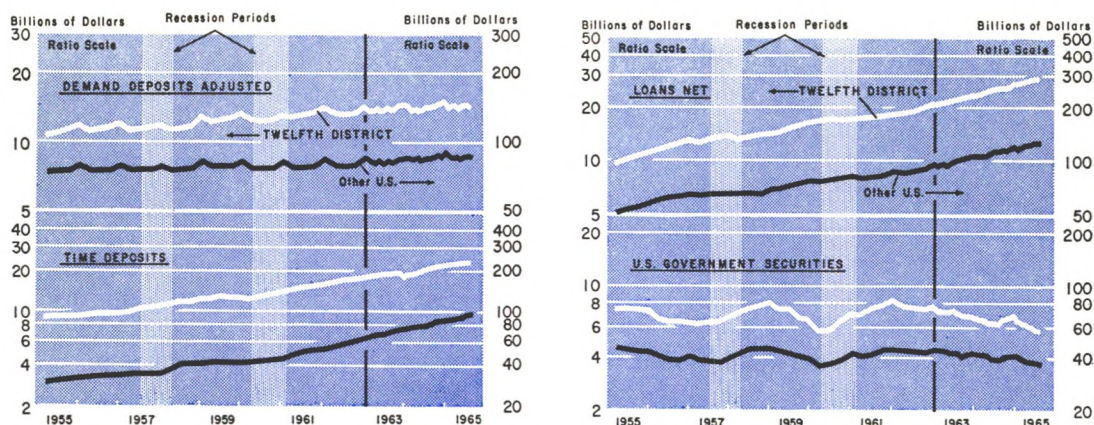 Billions of Dollars Recession Periods Billions of Dollars
30 Ratio Scale Ratio Scale 300
20 200
DEMAND DEPOSITS ADJUSTED
TWELFTH DISTRICT
10 100
Other U.S.
5 50
40 400
30 300
TIME DEPOSITS
20 200
10 100
8 80
6 60
4 40
2 20
1955 1957 1959 1961 1963 1965
Billions of Dollars Recession Periods Billions of Dollars
50 500
40 Ratio Scale Ratio Scale 400
30 300
LOANS NET TWELFTH DISTRICT
20 200
10 100
Other U.S.
5 50
20 200
U.S. GOVERNMENT SECURITIES
10 100
8 80
6 60
4 40
2 20
1955 1957 1959 1961 1963 1965